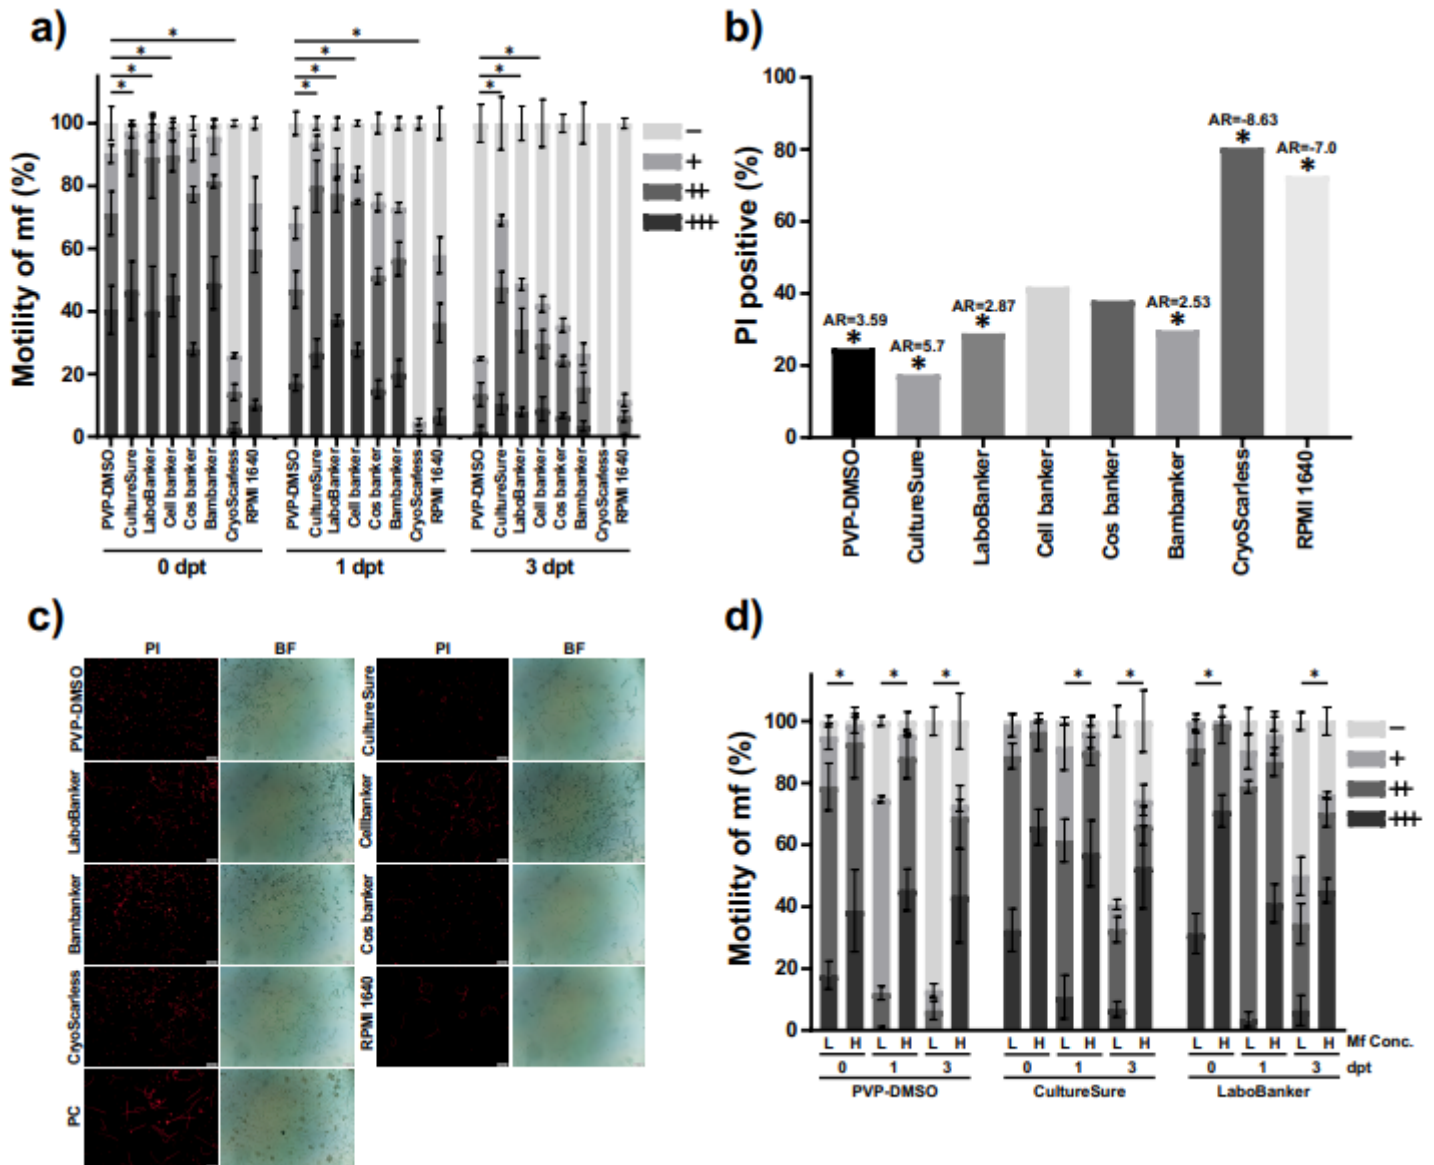 a)
* 
*
*
*
*
*
*
*
*
*
*
Motility of mf (%)
100
80
60
40
20
0
−
+
++
+++
PVP-DMSO
CultureSure
LaboBanker
Cell banker
Cos banker
Bambanker
CryoScarless
RPMI 1640
PVP-DMSO
CultureSure
LaboBanker
Cell banker
Cos banker
Bambanker
CryoScarless
RPMI 1640
PVP-DMSO
CultureSure
LaboBanker
Cell banker
Cos banker
Bambanker
CryoScarless
RPMI 1640
0 dpt
1 dpt
3 dpt
b)
PI positive (%)
100
80
60
40
20
0
AR=3.59
*
AR=5.7
*
AR=2.87
*
AR=2.53
*
AR=-8.63
*
AR=-7.0
*
PVP-DMSO
CultureSure
LaboBanker
Cell banker
Cos banker
Bambanker
CryoScarless
RPMI 1640
c)
PI BF PI BF
PVP-DMSO
CultureSure
LaboBanker
Cellbanker
Bambanker
Cos banker
CryoScarless
RPMI 1640
PC
d)
* * * * * * *
Motility of mf (%)
100
80
60
40
20
0
−
+
++
+++
L H L H L H L H L H L H L H L H L H Mf Conc.
0 1 3 0 1 3 0 1 3 dpt
PVP-DMSO CultureSure LaboBanker